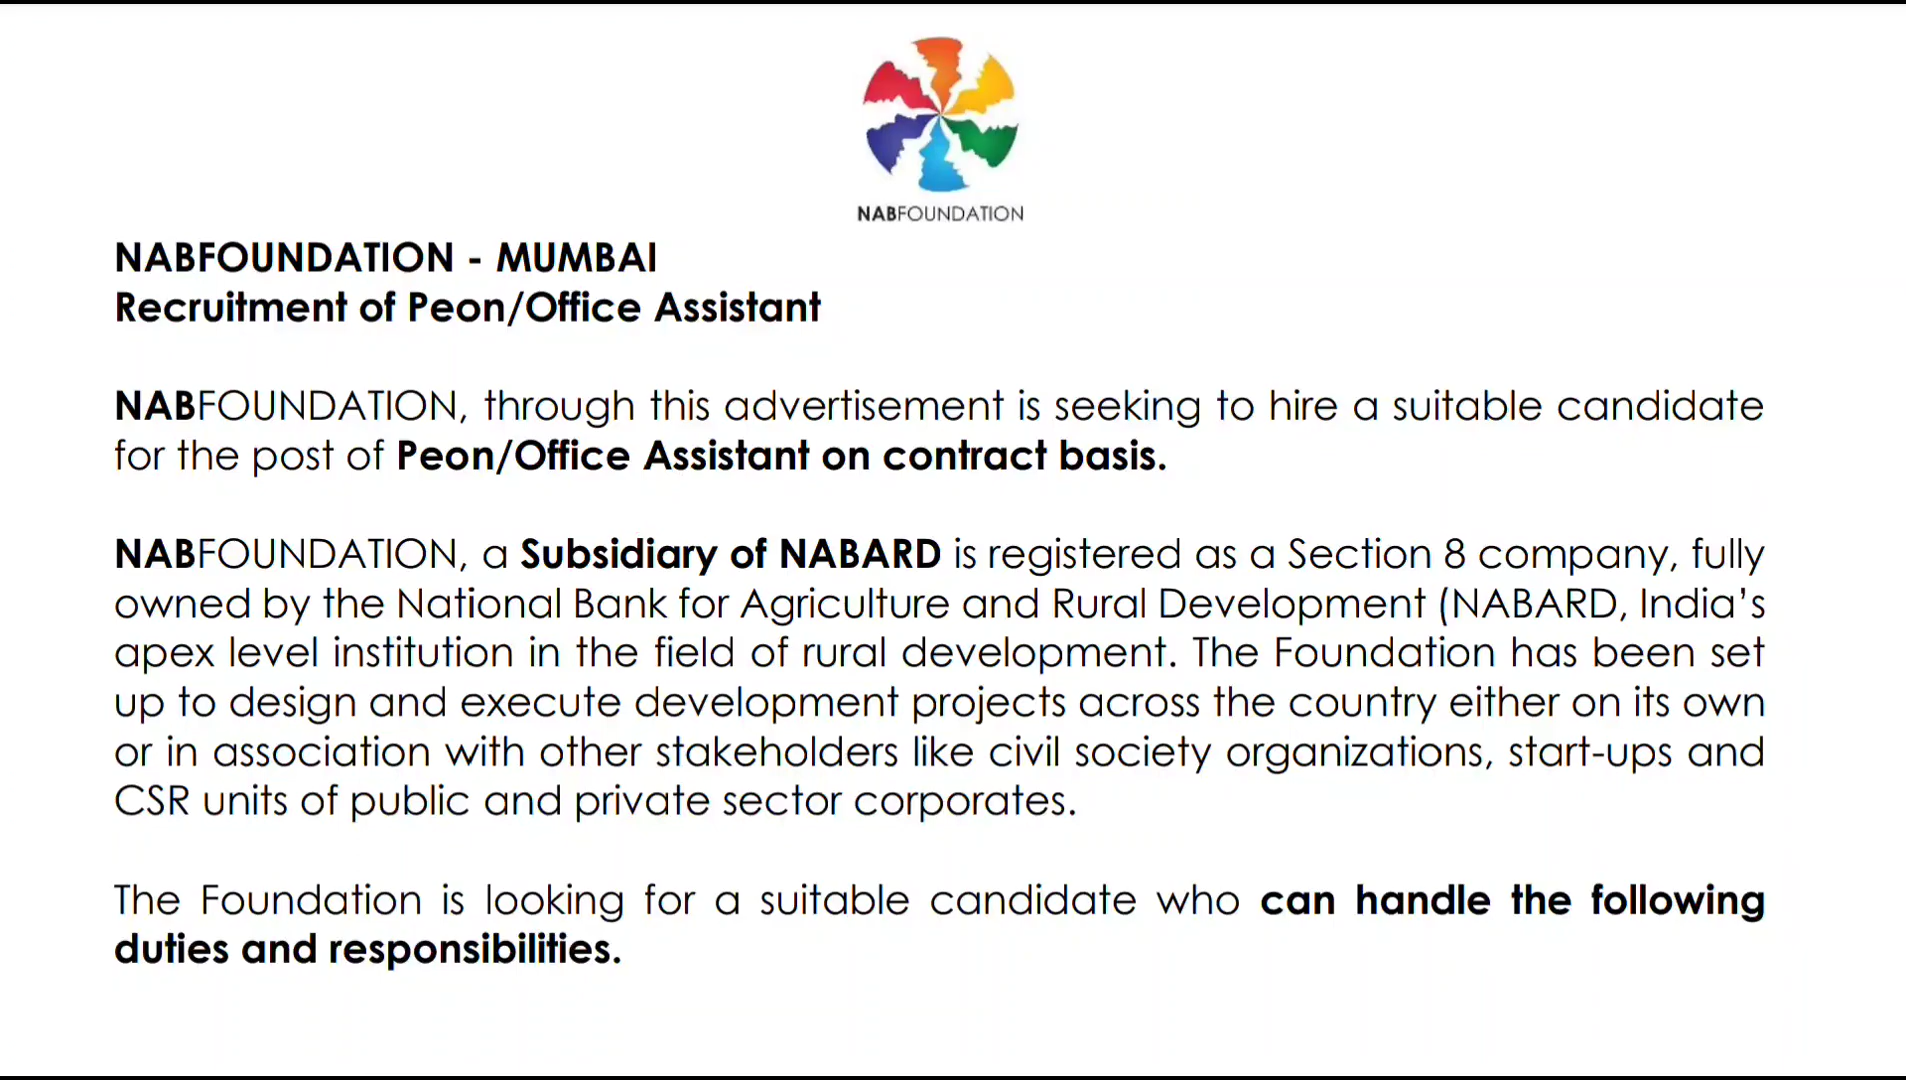 NABFOUNDATION
NABFOUNDATION - MUMBAI
Recruitment of Peon/Office Assistant
NABFOUNDATION, through this advertisement is seeking to hire a suitable candidate
for the post of Peon/Office Assistant on contract basis.
NABFOUNDATION, a Subsidiary of NABARD is registered as a Section 8 company, fully
owned by the National Bank for Agriculture and Rural Development (NABARD, India's
apex level institution in the field of rural development. The Foundation has been set
up to design and execute development projects across the country either on its own
or in association with other stakeholders like civil society organizations, start-ups and
CSR units of public and private sector corporates.
The Foundation is looking for a suitable candidate who can handle the following
duties and responsibilities.